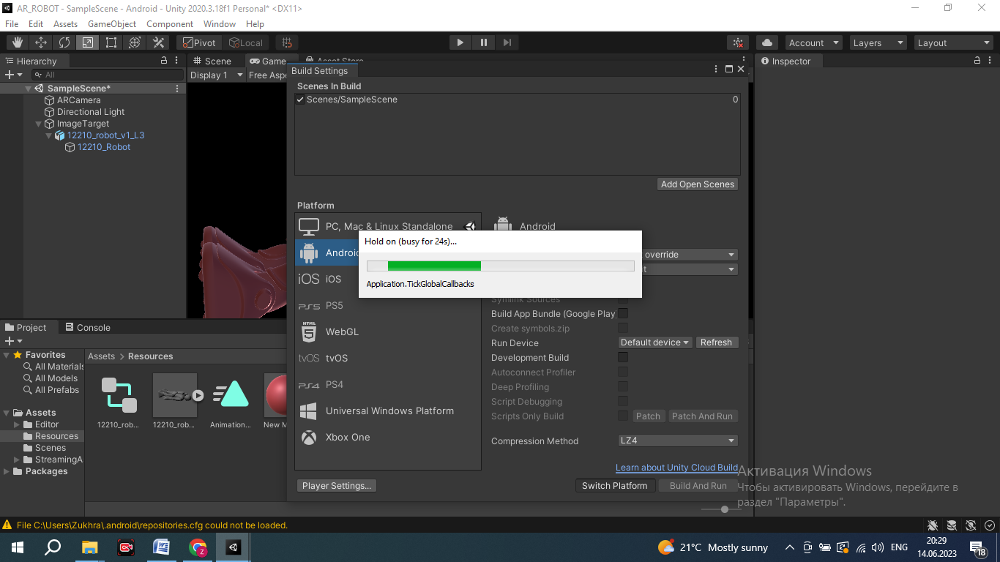 AR_ROBOT - SampleScene - Android - Unity 2020.3.18f1 Personal* <DX11>
File Edit Assets GameObject Component Window Help
Pivot Local Account Layers Layout
Hierarchy
All
SampleScene*
ARCamera
Directional Light
ImageTarget
12210_robot_v1_L3
12210_Robot
Scene Game Asset Store
Display 1 Free Aspe
Build Settings
Scenes In Build
Scenes/SampleScene 0
Add Open Scenes
Platform
PC, Mac & Linux Standalone
Android
iOS iOS
PS5
HTML
WebGL
tvOS tvOS
PS4
Universal Windows Platform
Xbox One
Player Settings...
Android
override
Symlink Sources
Build App Bundle (Google Play
Create symbols.zip
Run Device Default device Refresh
Development Build
Autoconnect Profiler
Deep Profiling
Script Debugging
Scripts Only Build Patch Patch And Run
Compression Method LZ4
Learn about Unity Cloud Build
Switch Platform Build And Run
Hold on (busy for 24s)...
Application.TickGlobalCallbacks
Inspector
Project Console
Favorites
All Materials
All Models
All Prefabs
Assets
Editor
Resources
Scenes
StreamingA
Packages
Assets > Resources
12210_rob... 12210_rob... Animation... New M
Активация Windows
Чтобы активировать Windows, перейдите в
раздел "Параметры".
File C:\Users\Zukhra\.android\repositories.cfg could not be loaded.
21°C Mostly sunny ENG
20:29
14.06.2023
18